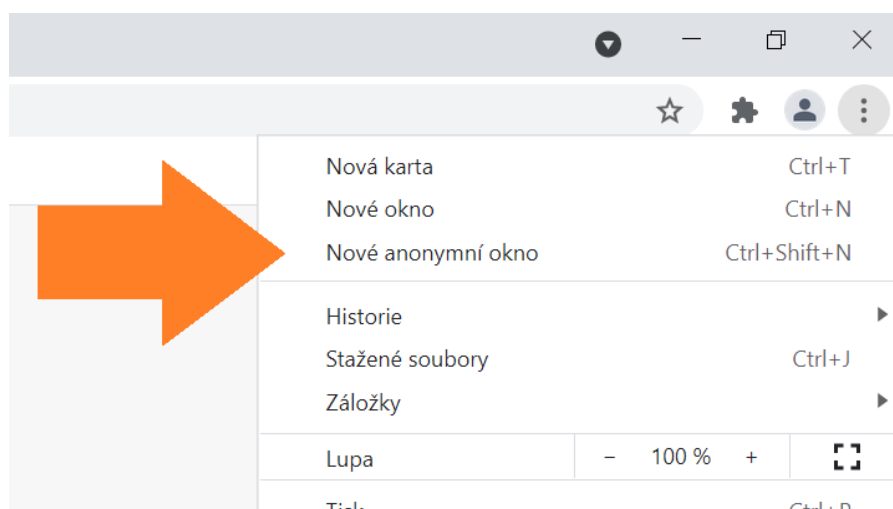 Nová karta Ctrl+T
Nové okno Ctrl+N
Nové anonymní okno Ctrl+Shift+N
Historie
Stažené soubory Ctrl+J
Záložky
Lupa - 100 % +